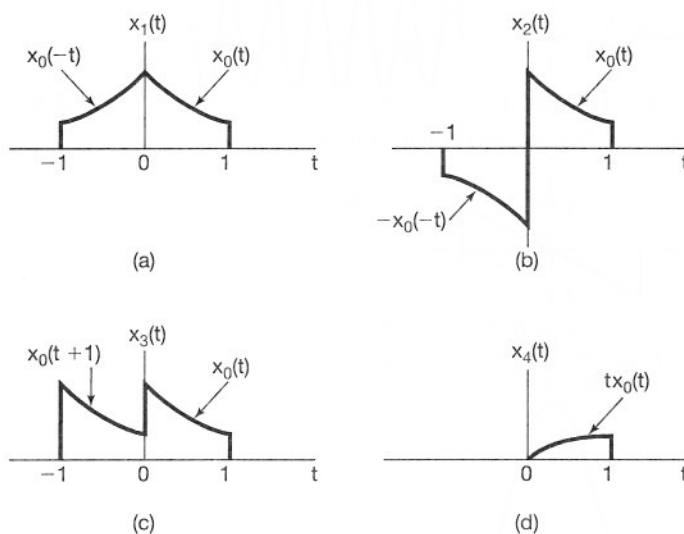 x₁(t)
x₀(−t)
x₀(t)
−1
0
1
t
(a)
x₂(t)
x₀(t)
−1
0
1
t
−x₀(−t)
(b)
x₃(t)
x₀(t +1)
x₀(t)
−1
0
1
t
(c)
x₄(t)
tx₀(t)
0
1
t
(d)